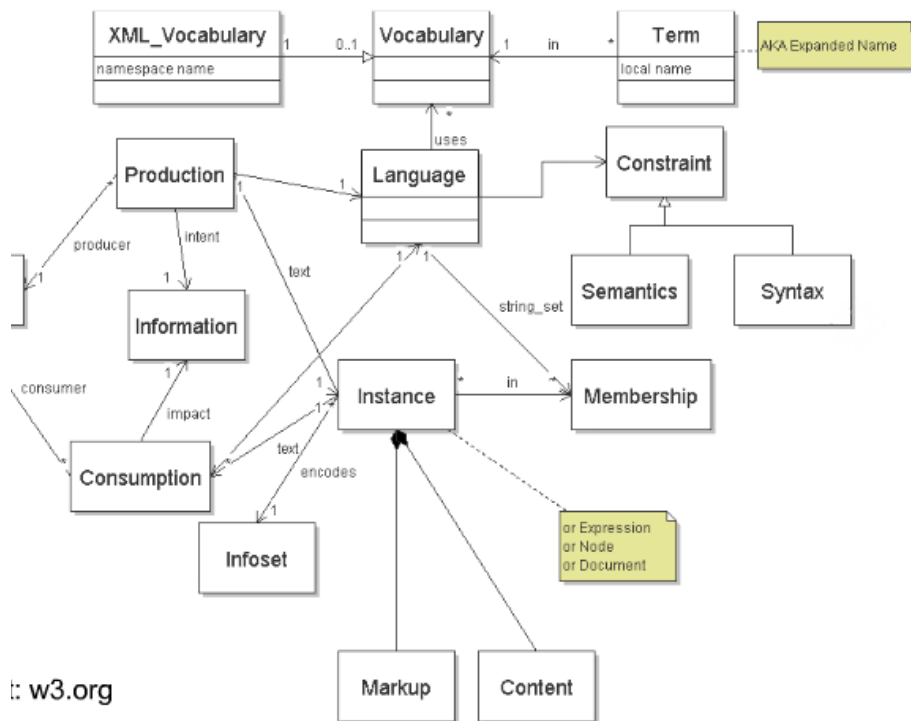 XML_Vocabulary
namespace name
1
0..1
Vocabulary
1
in
*
Term
local name
AKA Expanded Name
*
uses
Production
*
1
1
Language
Constraint
producer
1
intent
1
text
1
1
Semantics
Syntax
string_set
Information
1
1
consumer
impact
1
1
*
Instance
*
in
*
Membership
*
Consumption
*
*
text
encodes
1
or Expression
or Node
or Document
Infoset
Markup
Content
t: w3.org